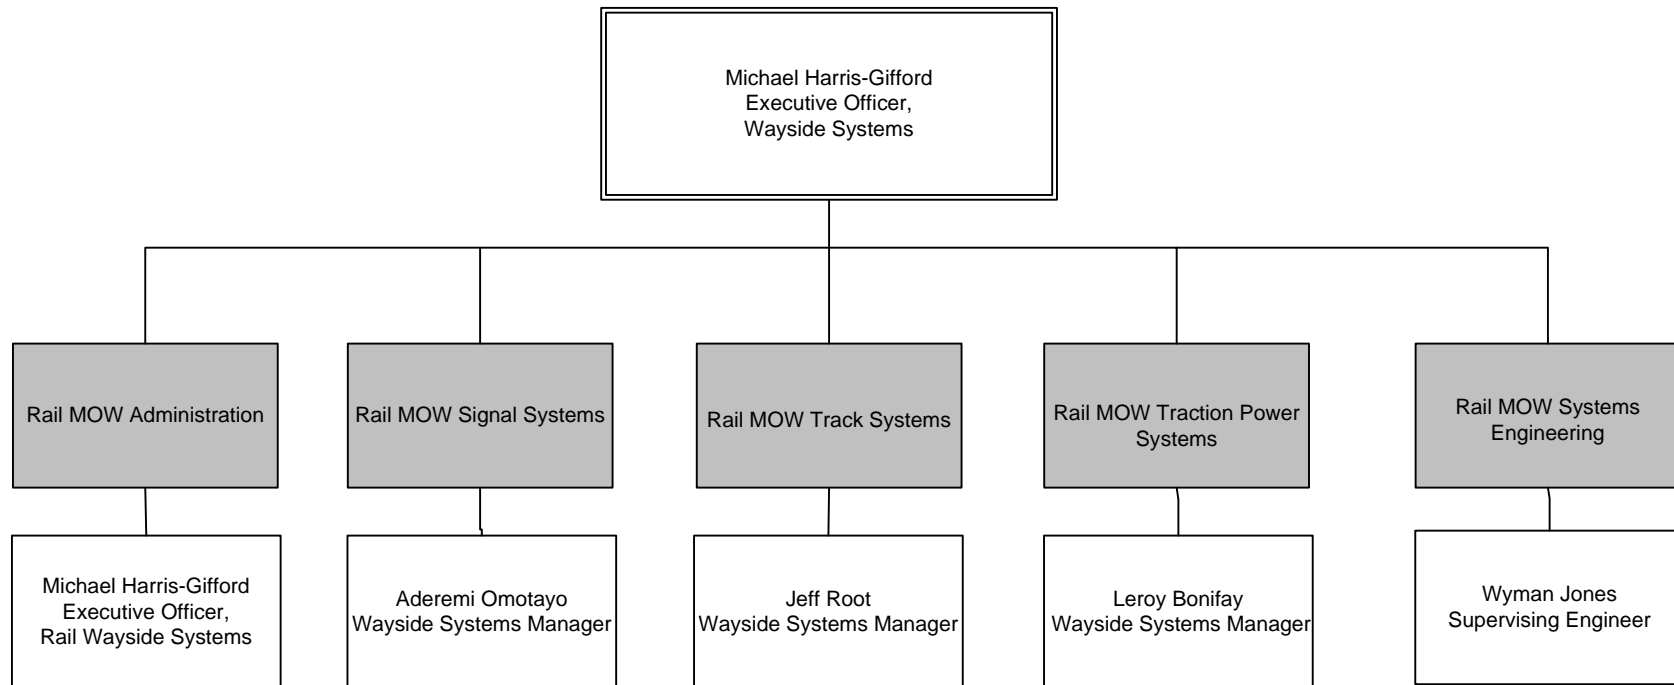 Michael Harris-Gifford
Executive Officer,
Wayside Systems
Rail MOW Administration
Rail MOW Signal Systems
Rail MOW Track Systems
Rail MOW Traction Power
Systems
Rail MOW Systems
Engineering
Michael Harris-Gifford
Executive Officer,
Rail Wayside Systems
Aderemi Omotayo
Wayside Systems Manager
Jeff Root
Wayside Systems Manager
Leroy Bonifay
Wayside Systems Manager
Wyman Jones
Supervising Engineer